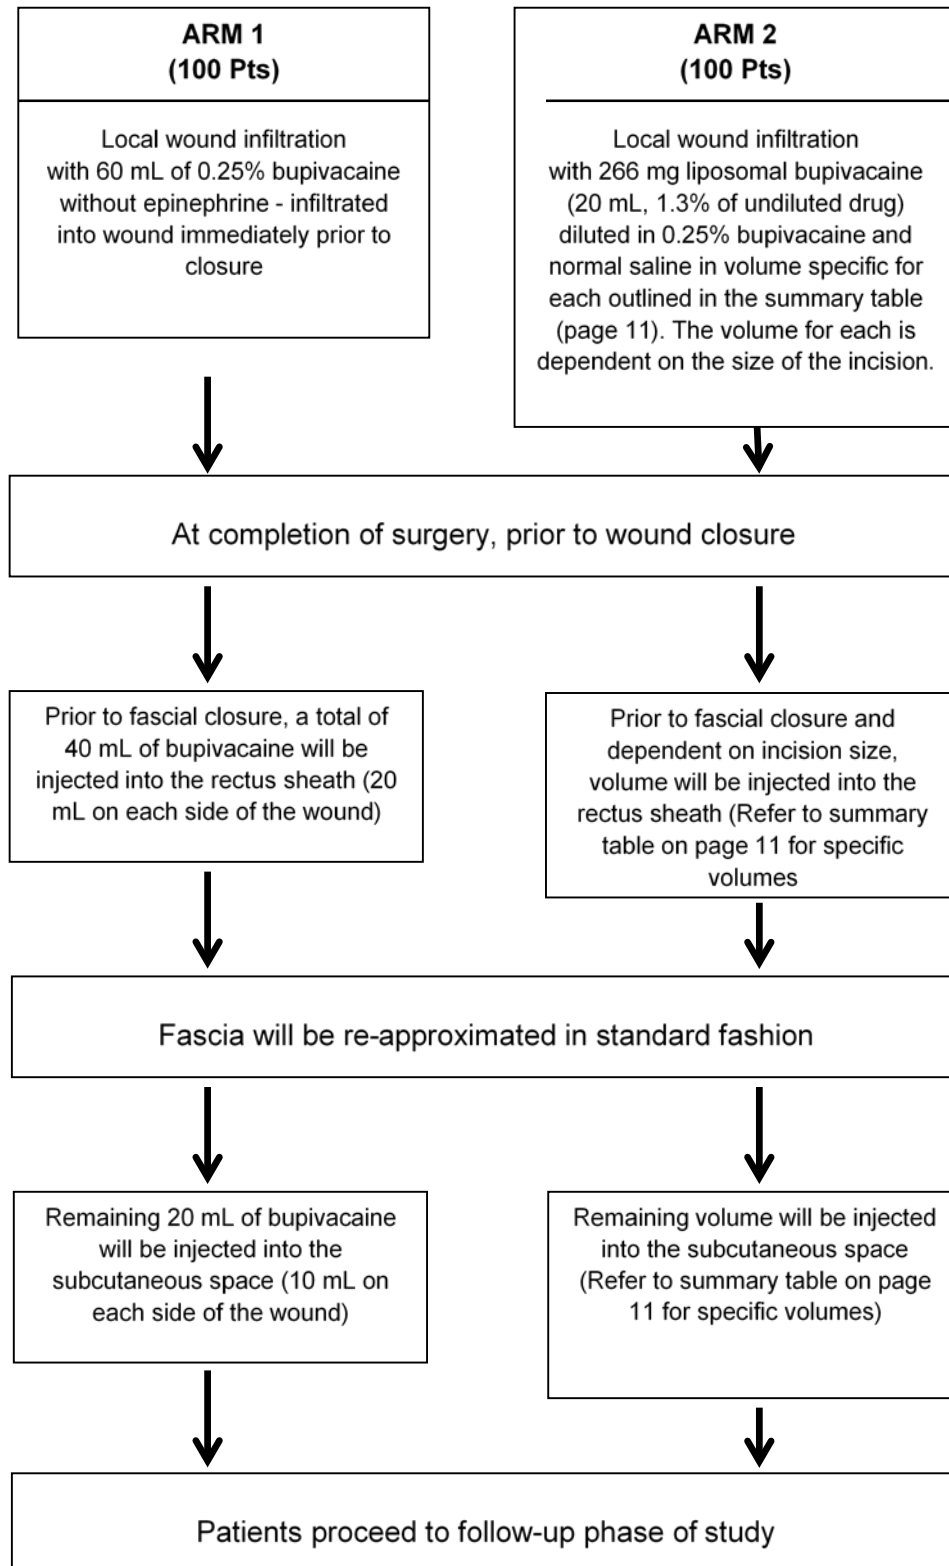 ARM 1
(100 Pts)
Local wound infiltration
with 60 mL of 0.25% bupivacaine
without epinephrine - infiltrated
into wound immediately prior to
closure
ARM 2
(100 Pts)
Local wound infiltration
with 266 mg liposomal bupivacaine
(20 mL, 1.3% of undiluted drug)
diluted in 0.25% bupivacaine and
normal saline in volume specific for
each outlined in the summary table
(page 11). The volume for each is
dependent on the size of the incision.
At completion of surgery, prior to wound closure
Prior to fascial closure, a total of
40 mL of bupivacaine will be
injected into the rectus sheath (20
mL on each side of the wound)
Prior to fascial closure and
dependent on incision size,
volume will be injected into the
rectus sheath (Refer to summary
table on page 11 for specific
volumes
Fascia will be re-approximated in standard fashion
Remaining 20 mL of bupivacaine
will be injected into the
subcutaneous space (10 mL on
each side of the wound)
Remaining volume will be injected
into the subcutaneous space
(Refer to summary table on page
11 for specific volumes)
Patients proceed to follow-up phase of study